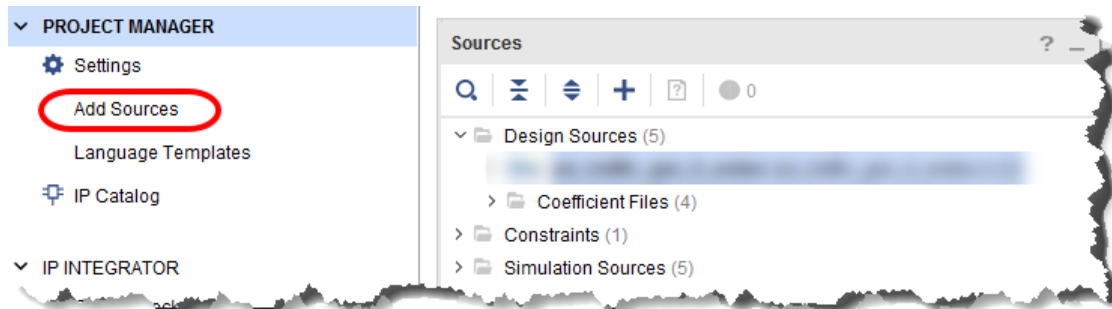 PROJECT MANAGER
Settings
Add Sources
Language Templates
IP Catalog
IP INTEGRATOR
Sources
? _
0
Design Sources (5)
Coefficient Files (4)
Constraints (1)
Simulation Sources (5)